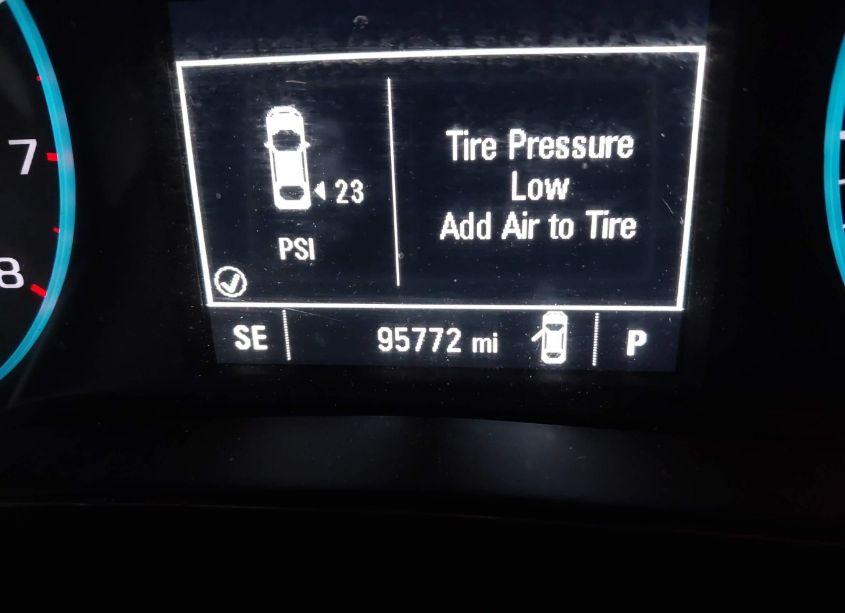 7
8
23
PSI
Tire Pressure
Low
Add Air to Tire
SE
95772 mi
P